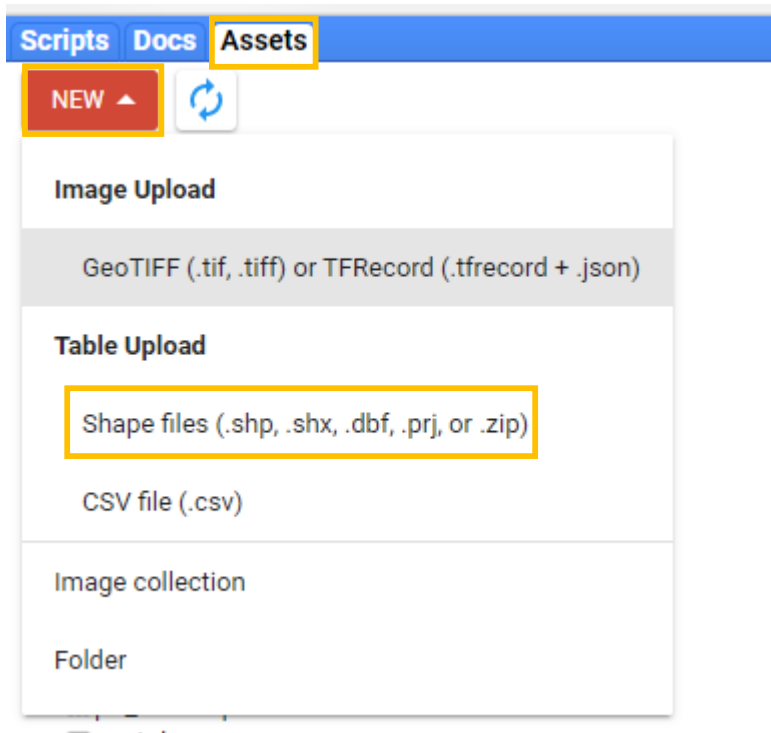 Scripts Docs Assets
NEW
Image Upload
GeoTIFF (.tif, .tiff) or TFRecord (.tfrecord + .json)
Table Upload
Shape files (.shp, .shx, .dbf, .prj, or .zip)
CSV file (.csv)
Image collection
Folder